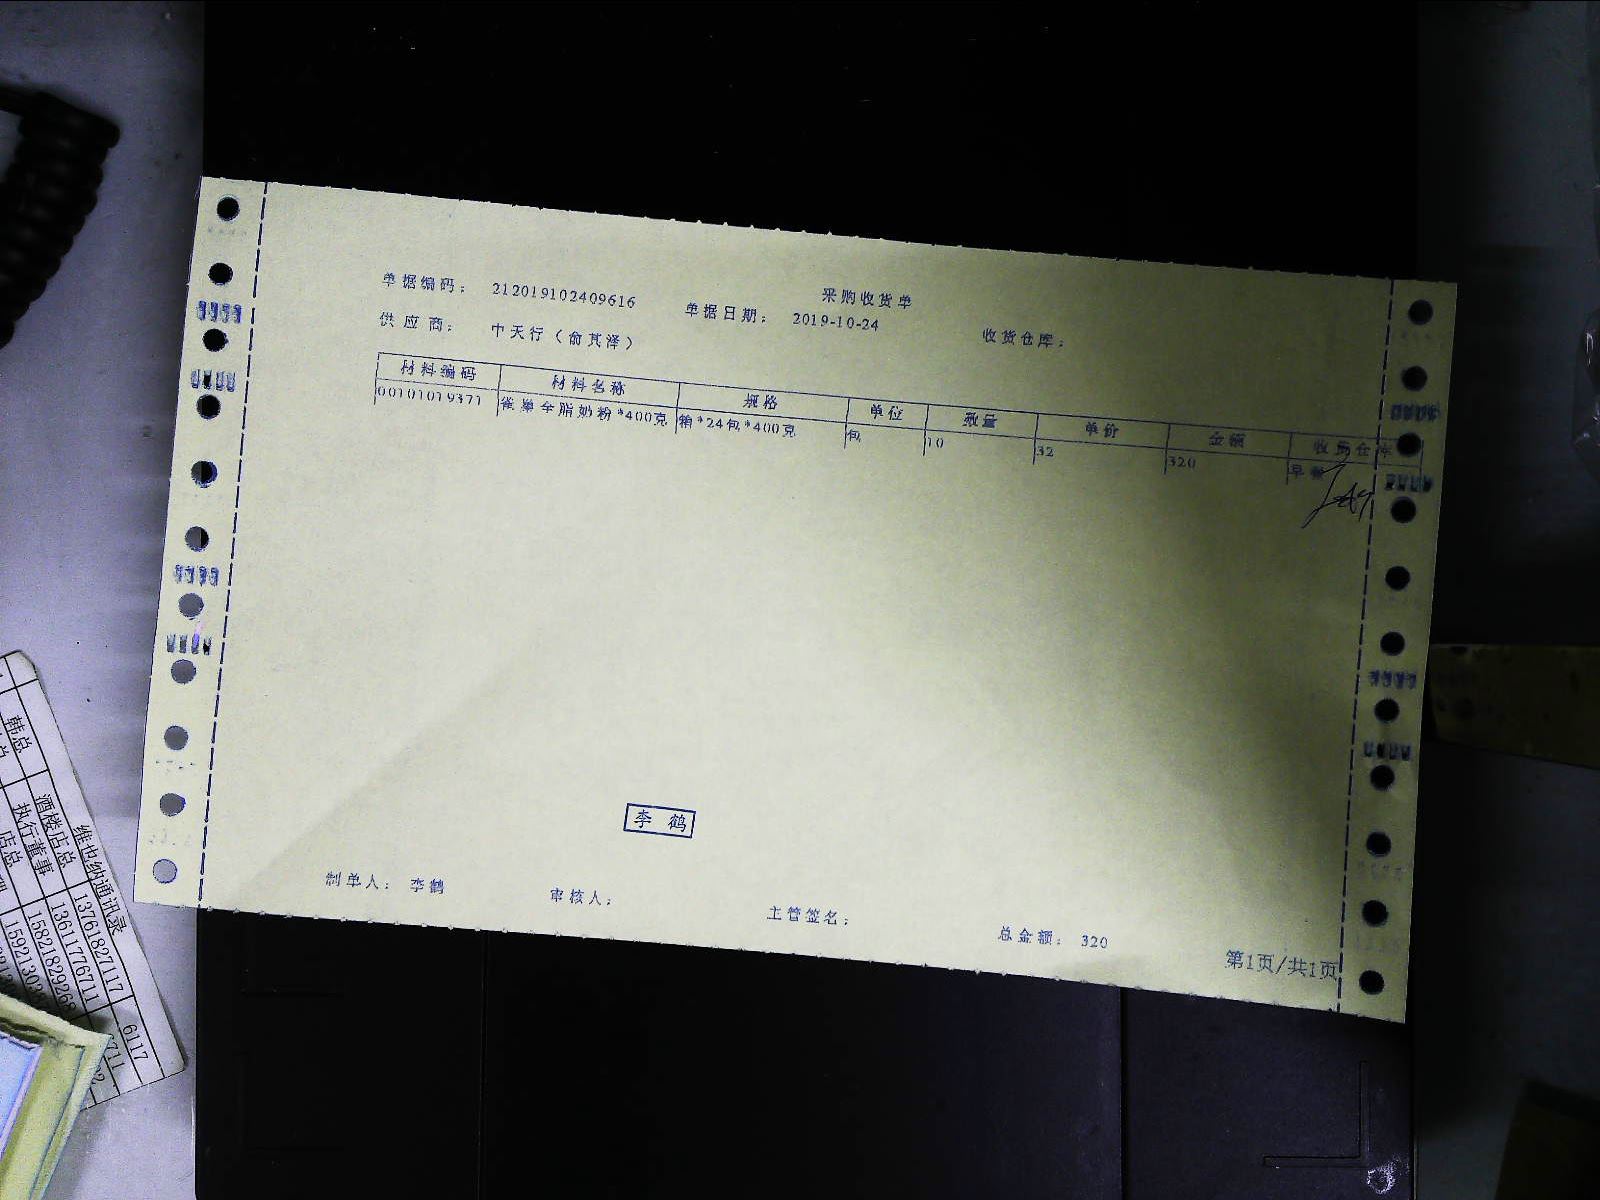 采购收货单
单据编码： 212019102409616 单据日期： 2019-10-24 收货仓库：
供应商： 中天行（俞芃泽）
材料编码 材料名称 规格 单位 数量 单价 金额 收货仓库
00101019371 雀巢全脂奶粉*400克 箱*24包*400克 包 10 32 320 早餐
李鹤
制单人： 李鹤 审核人： 主管签名： 总金额： 320
第1页/共1页
维也纳通讯录
韩总 酒楼店总 13761827117 6117
执行董事 13611776711 6711
店总 15821829268